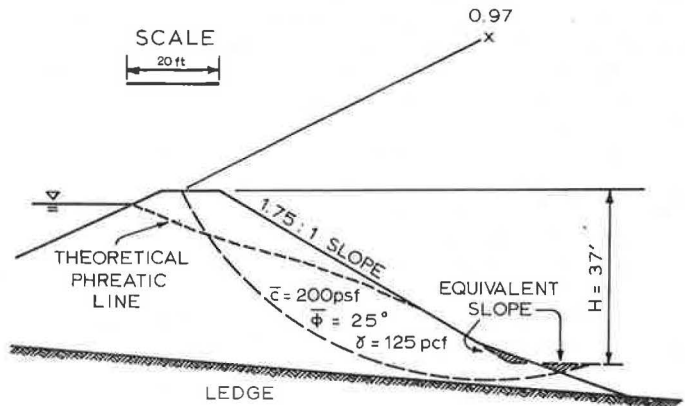 0.97
x
SCALE
20 ft
1.75:1 SLOPE
THEORETICAL
PHREATIC
LINE
EQUIVALENT
SLOPE
H = 37'
c̄ = 200psf
ϕ̄ = 25°
γ = 125 pcf
LEDGE